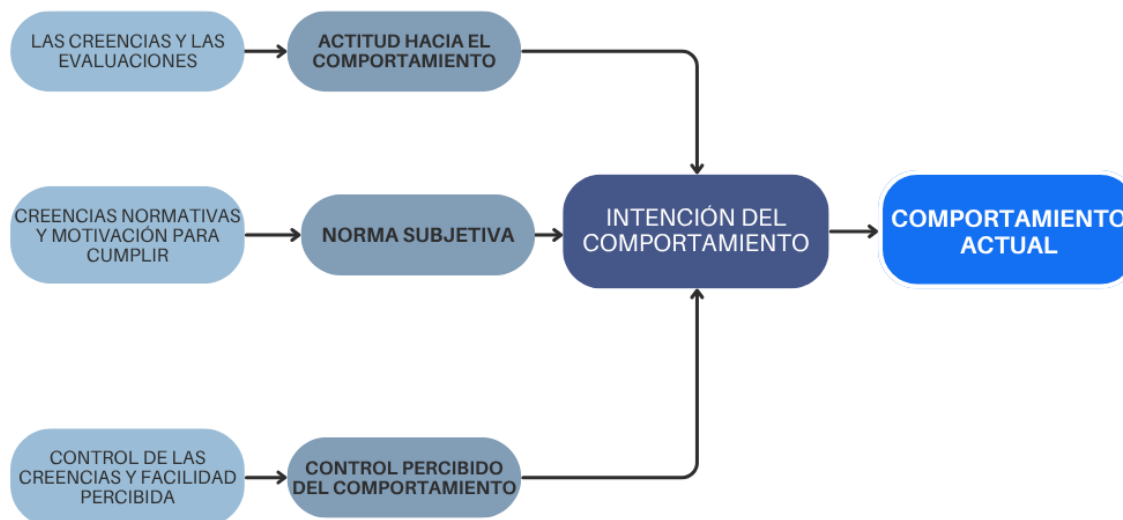 LAS CREENCIAS Y LAS
EVALUACIONES
ACTITUD HACIA EL
COMPORTAMIENTO
CREENCIAS NORMATIVAS
Y MOTIVACIÓN PARA
CUMPLIR
NORMA SUBJETIVA
INTENCIÓN DEL
COMPORTAMIENTO
COMPORTAMIENTO
ACTUAL
CONTROL DE LAS
CREENCIAS Y FACILIDAD
PERCIBIDA
CONTROL PERCIBIDO
DEL COMPORTAMIENTO